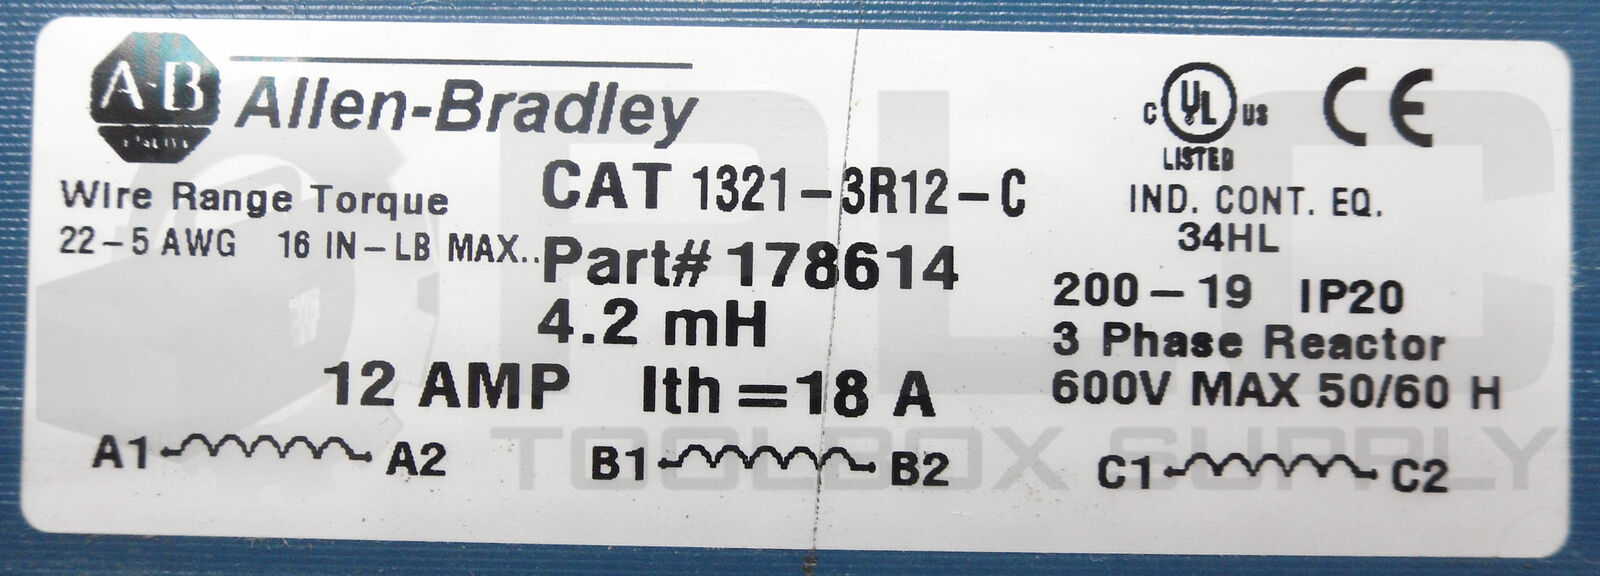 A-B
Allen-Bradley
C UL US
LISTED
CE
CAT 1321-3R12-C
IND. CONT. EQ.
34HL
Wire Range Torque
22-5 AWG 16 IN-LB MAX..
Part# 178614
4.2 mH
200-19 IP20
3 Phase Reactor
12 AMP Ith=18 A
600V MAX 50/60 H
A1 A2 B1 B2 C1 C2
PLC
TOOLBOX SUPPLY